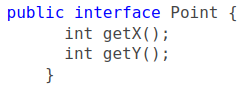 public interface Point {
int getX();
int getY();
}